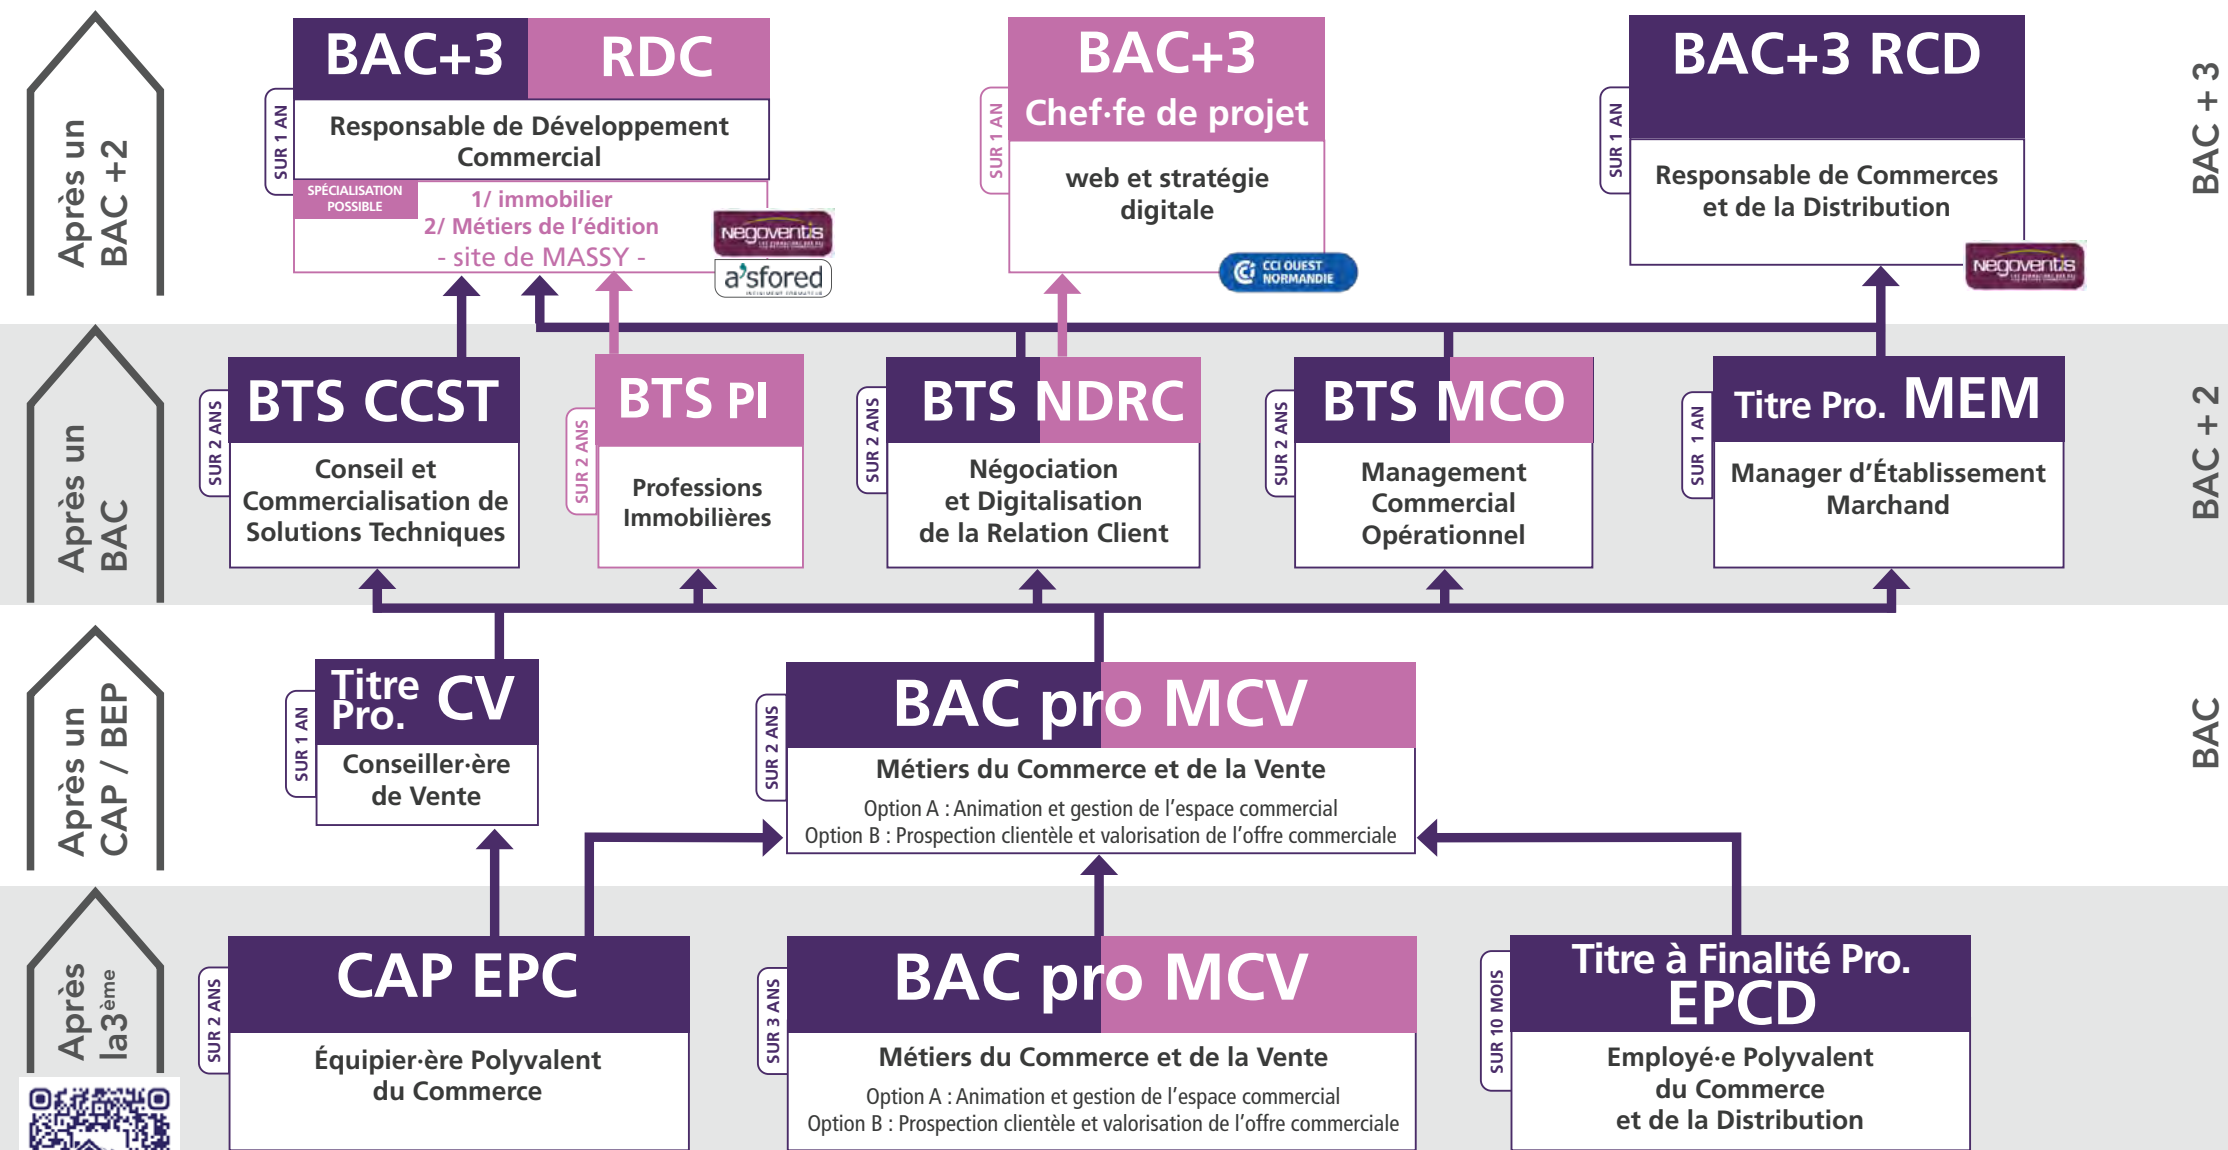 Après un
BAC +2
BAC+3 RDC
SUR 1 AN
Responsable de Développement
Commercial
SPÉCIALISATION
POSSIBLE
1/ immobilier
2/ Métiers de l'édition
- site de MASSY -
Negoventis
a'sfored
BAC+3
Chef·fe de projet
SUR 1 AN
web et stratégie
digitale
CCI OUEST
NORMANDIE
BAC+3 RCD
SUR 1 AN
Responsable de Commerces
et de la Distribution
Negoventis
BAC + 3
Après un
BAC
BTS CCST
SUR 2 ANS
Conseil et
Commercialisation de
Solutions Techniques
BTS PI
SUR 2 ANS
Professions
Immobilières
BTS NDRC
SUR 2 ANS
Négociation
et Digitalisation
de la Relation Client
BTS MCO
SUR 2 ANS
Management
Commercial
Opérationnel
Titre Pro. MEM
SUR 1 AN
Manager d'Établissement
Marchand
BAC + 2
Après un
CAP / BEP
Titre
Pro. CV
SUR 1 AN
Conseiller·ère
de Vente
BAC pro MCV
SUR 2 ANS
Métiers du Commerce et de la Vente
Option A : Animation et gestion de l'espace commercial
Option B : Prospection clientèle et valorisation de l'offre commerciale
BAC
Après
la3ème
CAP EPC
SUR 2 ANS
Équipier·ère Polyvalent
du Commerce
BAC pro MCV
SUR 3 ANS
Métiers du Commerce et de la Vente
Option A : Animation et gestion de l'espace commercial
Option B : Prospection clientèle et valorisation de l'offre commerciale
Titre à Finalité Pro.
EPCD
SUR 10 MOIS
Employé·e Polyvalent
du Commerce
et de la Distribution